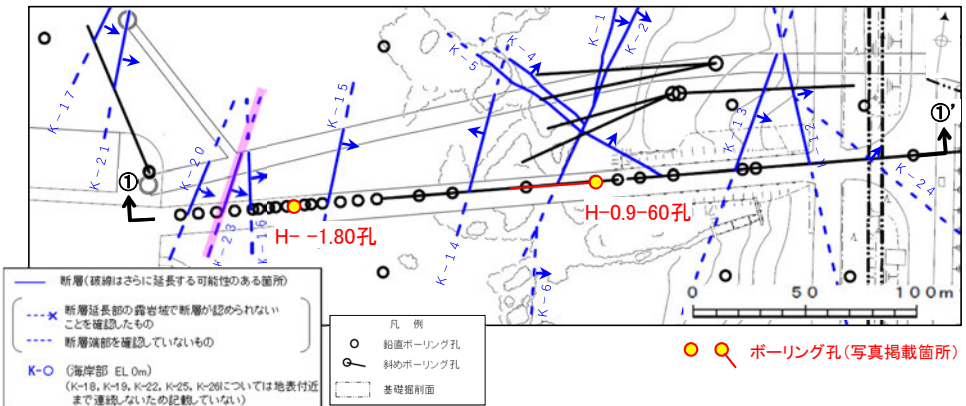 K-17
K-21
K-20
K-23
K-16
K-15
K-5
K-4
K-1
K-2
K-14
K-6
K-13
K-12
K-24
①
①'
H- -1.80孔
H-0.9-60孔
0 50 100m
断層(破線はさらに延長する可能性のある箇所)
断層延長部の露岩域で断層が認められない
ことを確認したもの
断層端部を確認していないもの
K-○ (海岸部 EL 0m)
(K-18, K-19, K-22, K-25, K-26については地表付近
まで連続しないため記載していない)
凡 例
鉛直ボーリング孔
斜めボーリング孔
基礎掘削面
ボーリング孔(写真掲載箇所)